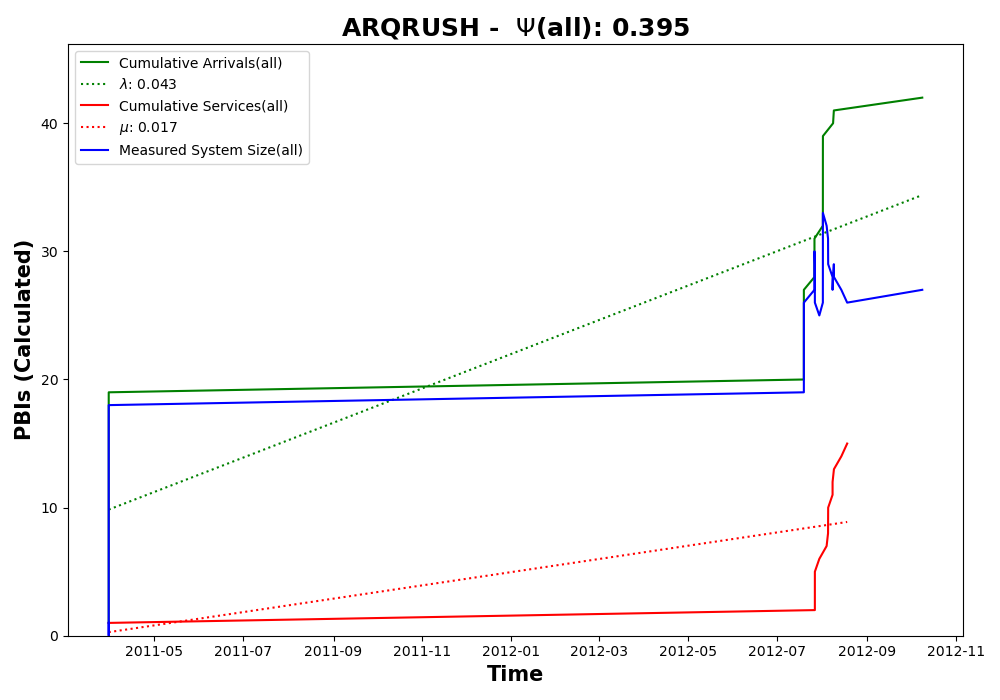 ARQRUSH -  Ψ(all): 0.395
Cumulative Arrivals(all)
λ: 0.043
Cumulative Services(all)
μ: 0.017
Measured System Size(all)
PBIs (Calculated)
40
30
20
10
0
2011-05 2011-07 2011-09 2011-11 2012-01 2012-03 2012-05 2012-07 2012-09 2012-11
Time